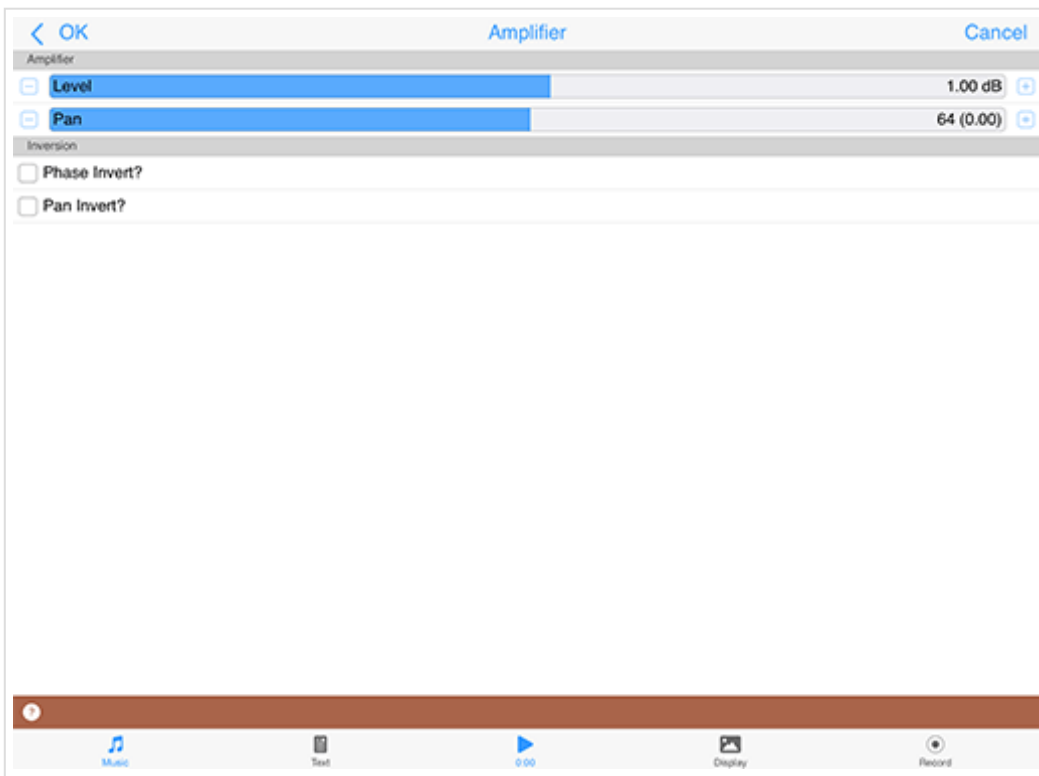 OK Amplifier Cancel
Amplifier
Level 1.00 dB
Pan 64 (0.00)
Inversion
Phase Invert?
Pan Invert?
?
Music Text 0:00 Display Record